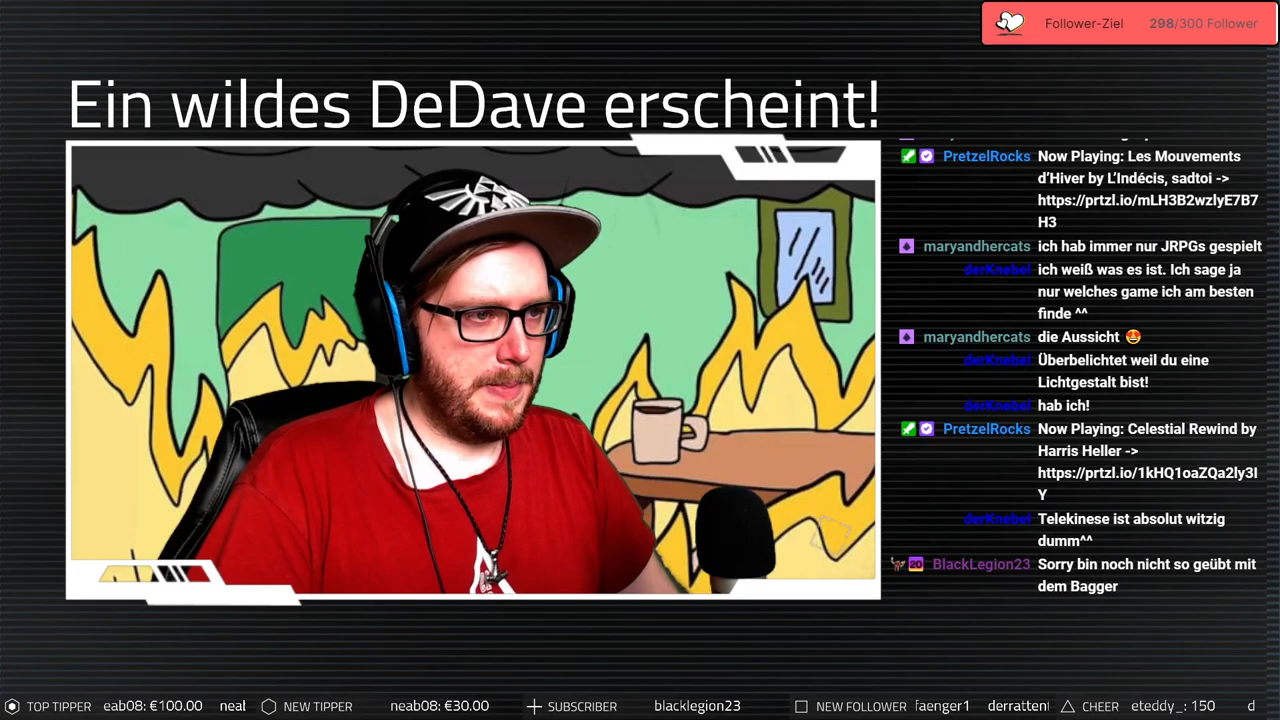 Follower-Ziel 298/300 Follower
Ein wildes DeDave erscheint!
PretzelRocks Now Playing: Les Mouvements
d'Hiver by L'Indécis, sadtoi ->
https://prtzl.io/mLH3B2wzlyE7B7
H3
maryandhercats ich hab immer nur JRPGs gespielt
derKnebel ich weiß was es ist. Ich sage ja
nur welches game ich am besten
finde ^^
maryandhercats die Aussicht 😍
derKnebel Überbelichtet weil du eine
Lichtgestalt bist!
derKnebel hab ich!
PretzelRocks Now Playing: Celestial Rewind by
Harris Heller ->
https://prtzl.io/1kHQ1oaZQa2ly3I
Y
derKnebel Telekinese ist absolut witzig
dumm^^
20 BlackLegion23 Sorry bin noch nicht so geübt mit
dem Bagger
TOP TIPPER eab08: €100.00 neal NEW TIPPER neab08: €30.00 SUBSCRIBER blacklegion23 NEW FOLLOWER faenger1 derratten CHEER eteddy_: 150 d